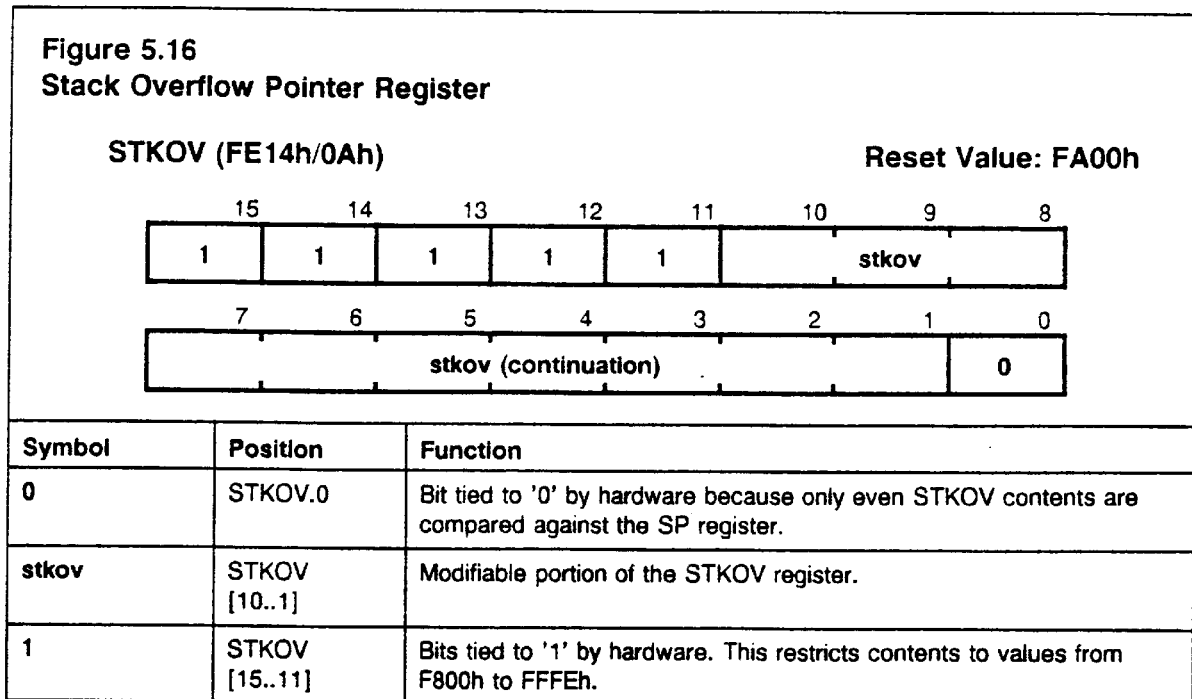 Figure 5.16
Stack Overflow Pointer Register
STKOV (FE14h/0Ah) Reset Value: FA00h
15 14 13 12 11 10 9 8
1 1 1 1 1 stkov
7 6 5 4 3 2 1 0
stkov (continuation) 0
Symbol Position Function
0 STKOV.0 Bit tied to '0' by hardware because only even STKOV contents are
compared against the SP register.
stkov STKOV Modifiable portion of the STKOV register.
[10..1]
1 STKOV Bits tied to '1' by hardware. This restricts contents to values from
[15..11] F800h to FFFEh.